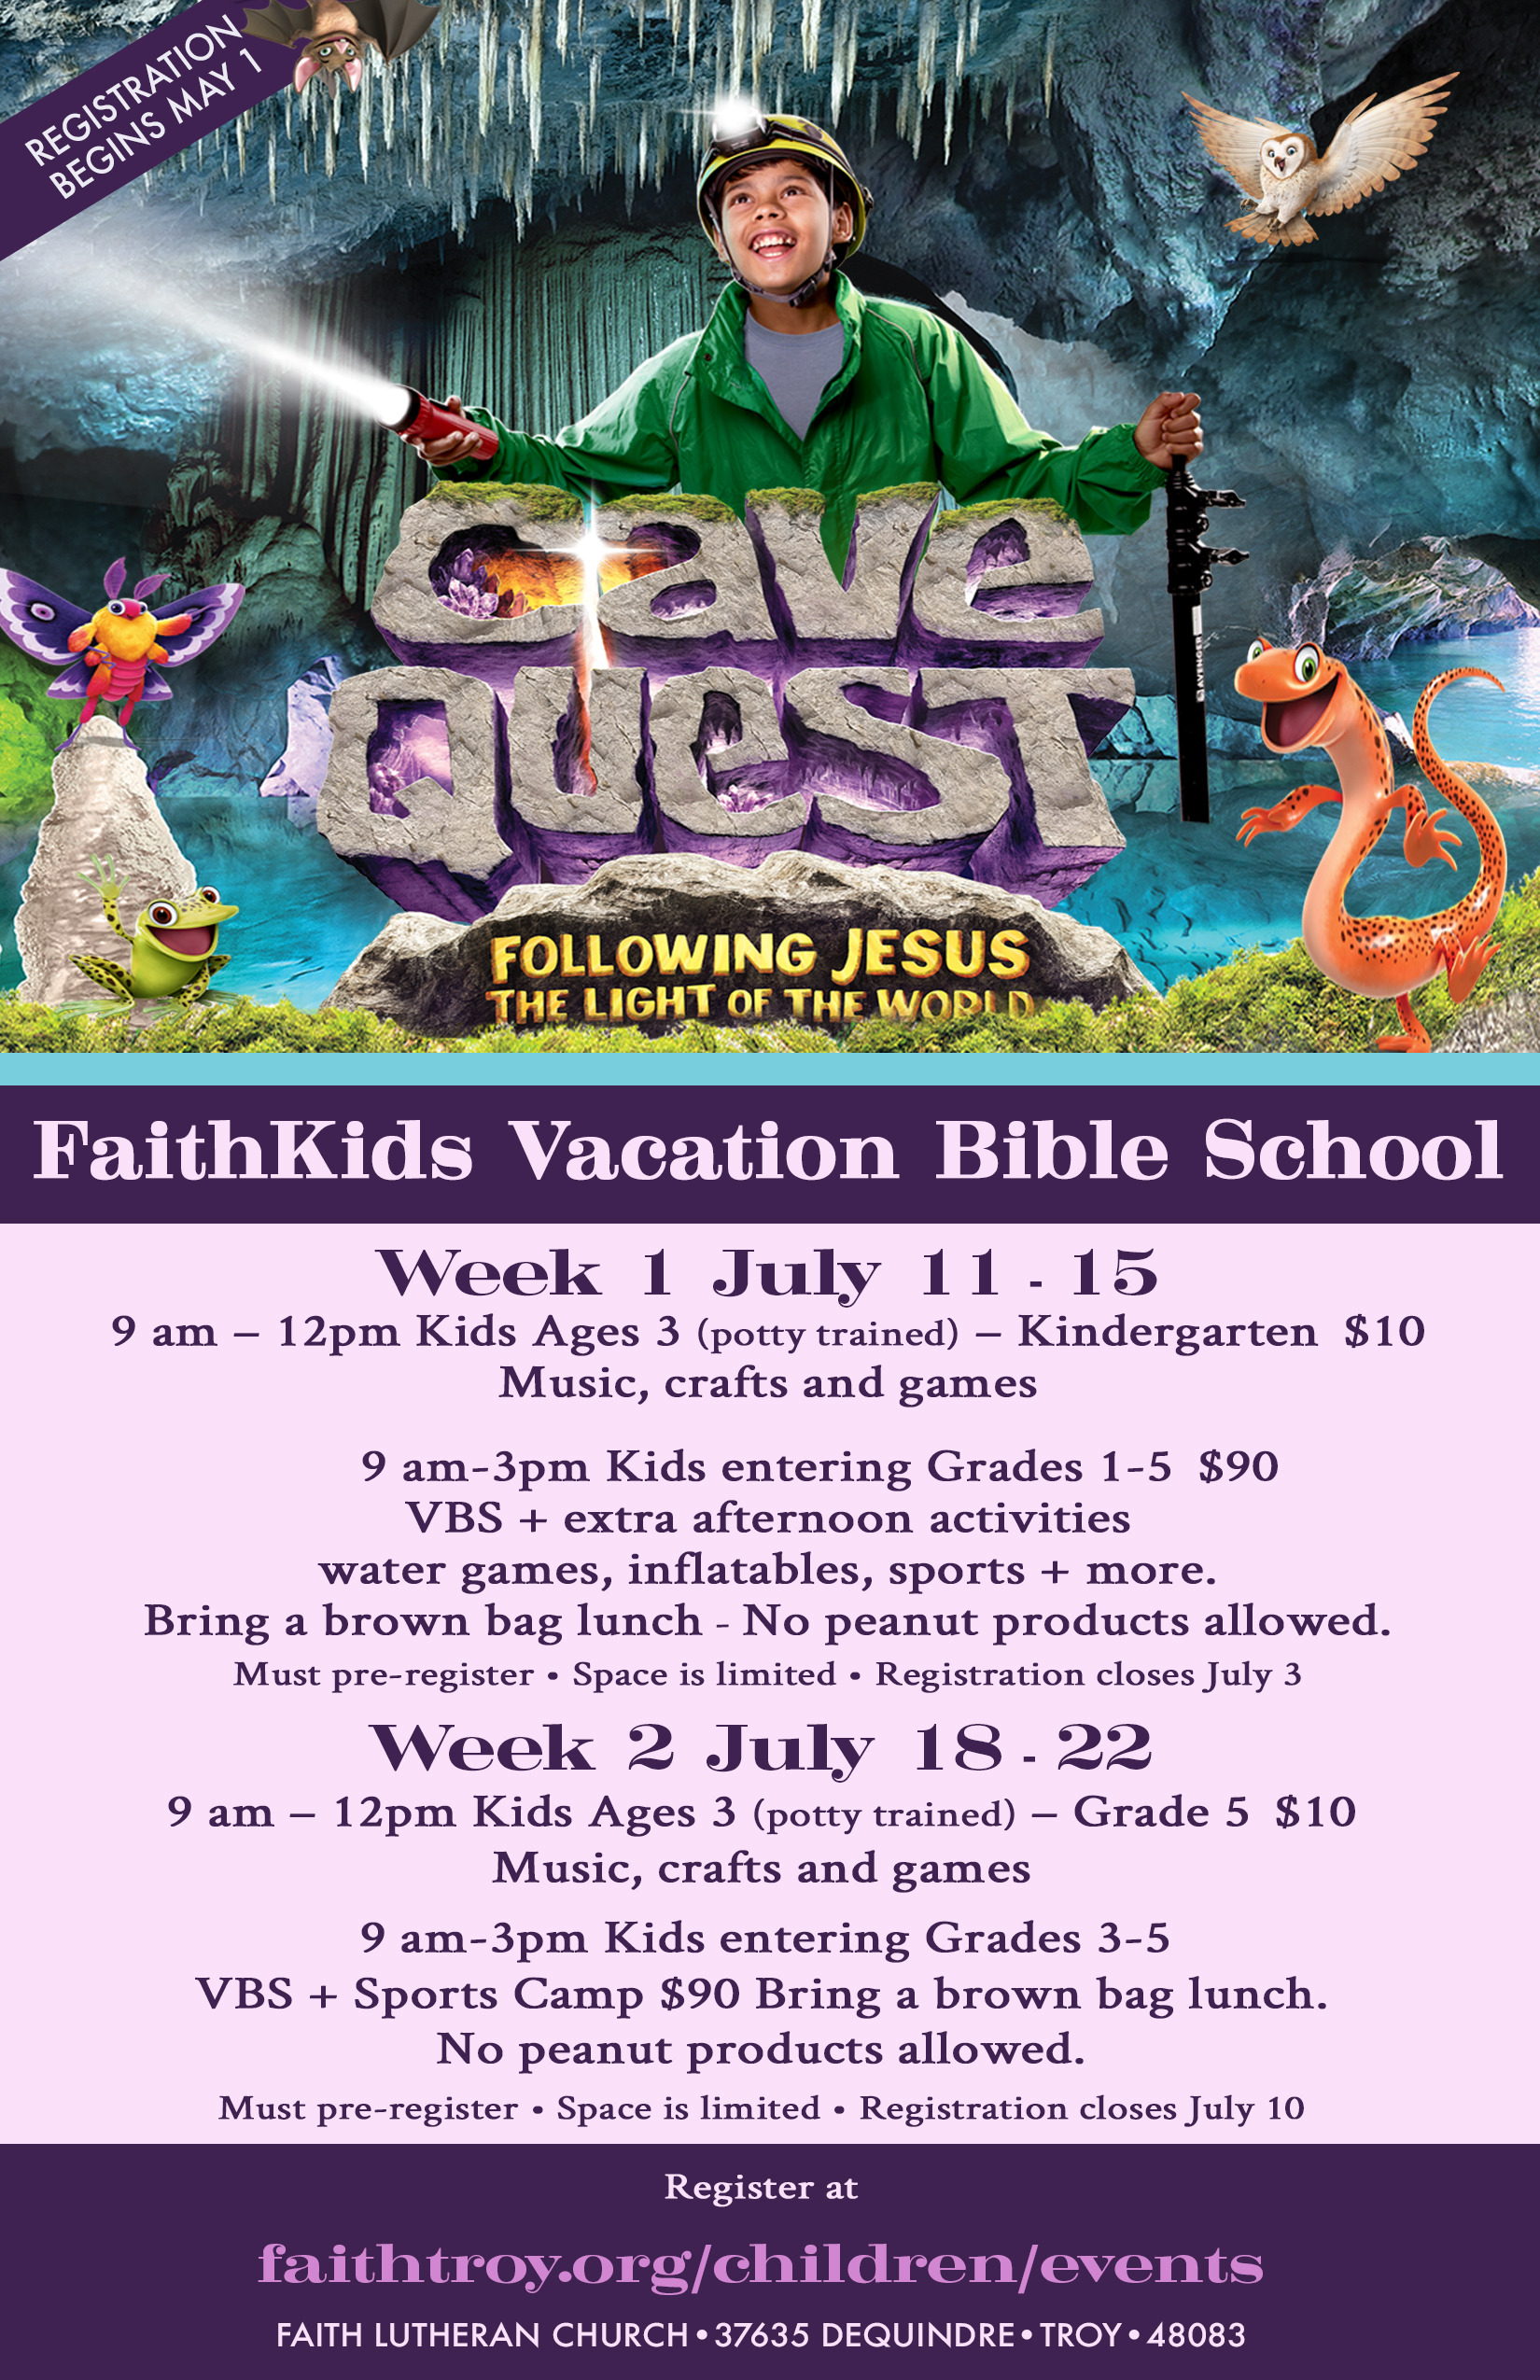 REGISTRATION
BEGINS MAY 1
Cave
Quest
AVENGER
FOLLOWING JESUS
THE LIGHT OF THE WORLD
FaithKids Vacation Bible School
Week 1 July 11 - 15
9 am – 12pm Kids Ages 3 (potty trained) – Kindergarten $10
Music, crafts and games
9 am-3pm Kids entering Grades 1-5 $90
VBS + extra afternoon activities
water games, inflatables, sports + more.
Bring a brown bag lunch - No peanut products allowed.
Must pre-register • Space is limited • Registration closes July 3
Week 2 July 18 - 22
9 am – 12pm Kids Ages 3 (potty trained) – Grade 5 $10
Music, crafts and games
9 am-3pm Kids entering Grades 3-5
VBS + Sports Camp $90 Bring a brown bag lunch.
No peanut products allowed.
Must pre-register • Space is limited • Registration closes July 10
Register at
faithtroy.org/children/events
FAITH LUTHERAN CHURCH • 37635 DEQUINDRE • TROY • 48083